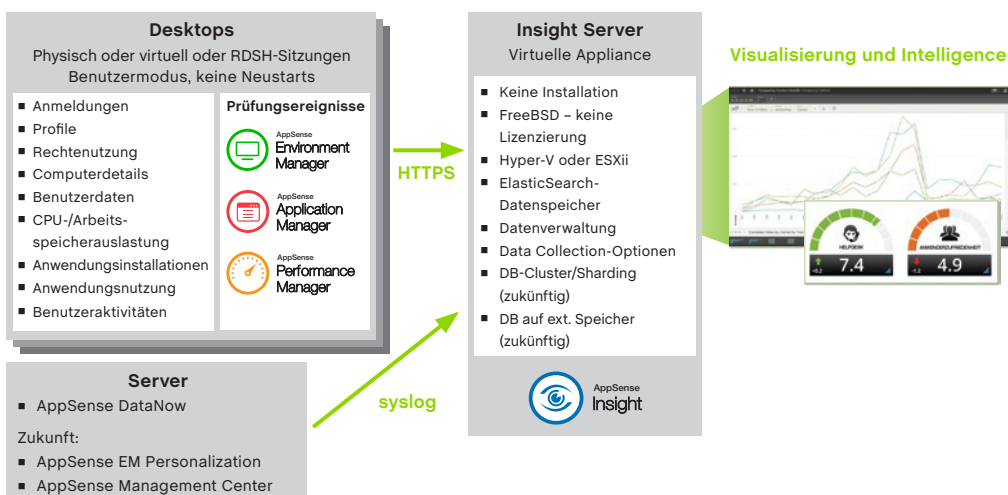 Desktops
Physisch oder virtuell oder RDSH-Sitzungen
Benutzermodus, keine Neustarts
■ Anmeldungen
■ Profile
■ Rechtenutzung
■ Computerdetails
■ Benutzerdaten
■ CPU-/Arbeits-
speicherauslastung
■ Anwendungsinstallationen
■ Anwendungsnutzung
■ Benutzeraktivitäten
Prüfungsereignisse
AppSense
Environment
Manager
AppSense
Application
Manager
AppSense
Performance
Manager
HTTPS
Server
■ AppSense DataNow
Zukunft:
■ AppSense EM Personalization
■ AppSense Management Center
syslog
Insight Server
Virtuelle Appliance
■ Keine Installation
■ FreeBSD – keine
Lizenzierung
■ Hyper-V oder ESXii
■ ElasticSearch-
Datenspeicher
■ Datenverwaltung
■ Data Collection-Optionen
■ DB-Cluster/Sharding
(zukünftig)
■ DB auf ext. Speicher
(zukünftig)
AppSense
Insight
Visualisierung und Intelligence
HELPDESK
7.4
ANWENDERZUFRIEDENHEIT
4.9